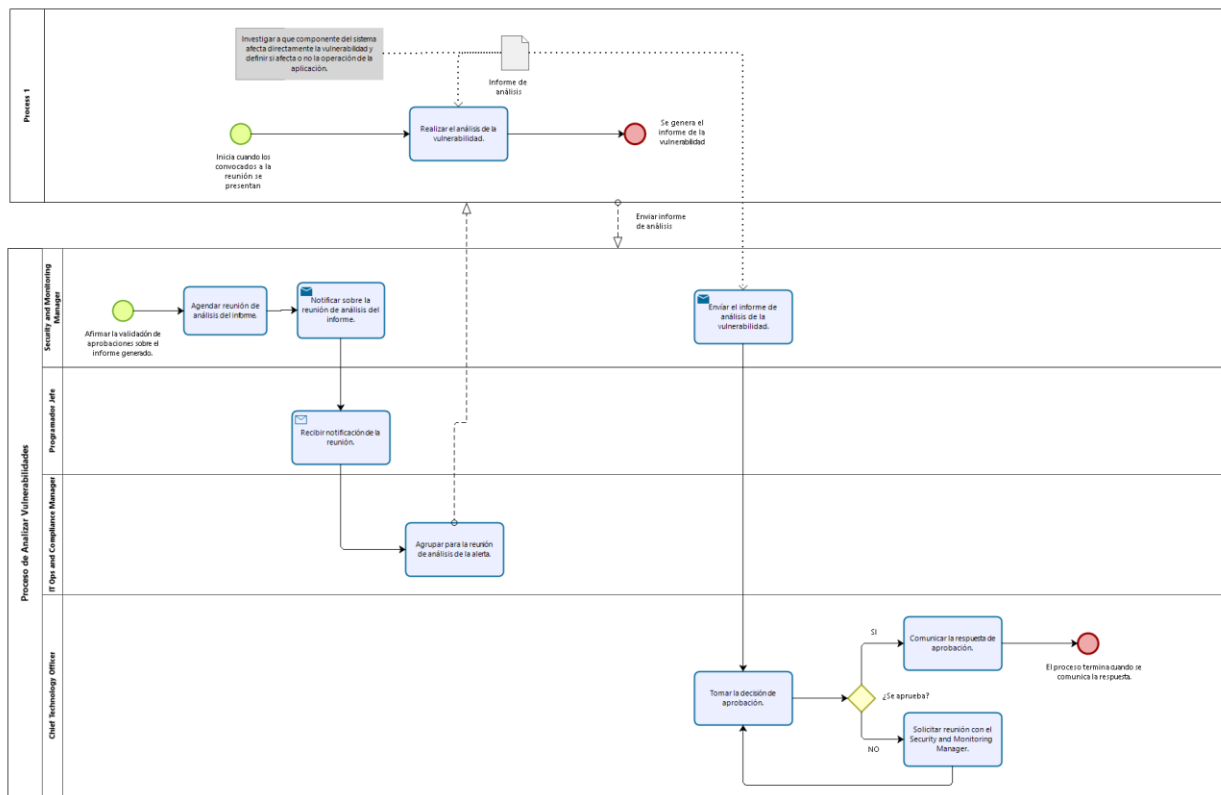 Process 1
Investigar a que componente del sistema
afecta directamente la vulnerabilidad y
definir si afecta o no la operación de la
aplicación.
Informe de
análisis
Realizar el análisis de la
vulnerabilidad.
Se genera el
informe de la
vulnerabilidad
Inicia cuando los
convocados a la
reunión se
presentan
Enviar informe
de análisis
Proceso de Analizar Vulnerabilidades
Security and Monitoring
Manager
Afirmar la validación de
aprobaciones sobre el
informe generado.
Agendar reunión de
análisis del informe.
Notificar sobre la
reunión de análisis del
informe.
Envíar el informe de
análisis de la
vulnerabilidad.
Programador Jefe
Recibir notificación de la
reunión.
IT Ops and Compliance Manager
Agrupar para la reunión
de análisis de la alerta.
Chief Technology Officer
Tomar la decisión de
aprobación.
¿Se aprueba?
SI
Comunicar la respuesta de
aprobación.
El proceso termina cuando se
comunica la respuesta.
NO
Solicitar reunión con el
Security and Monitoring
Manager.